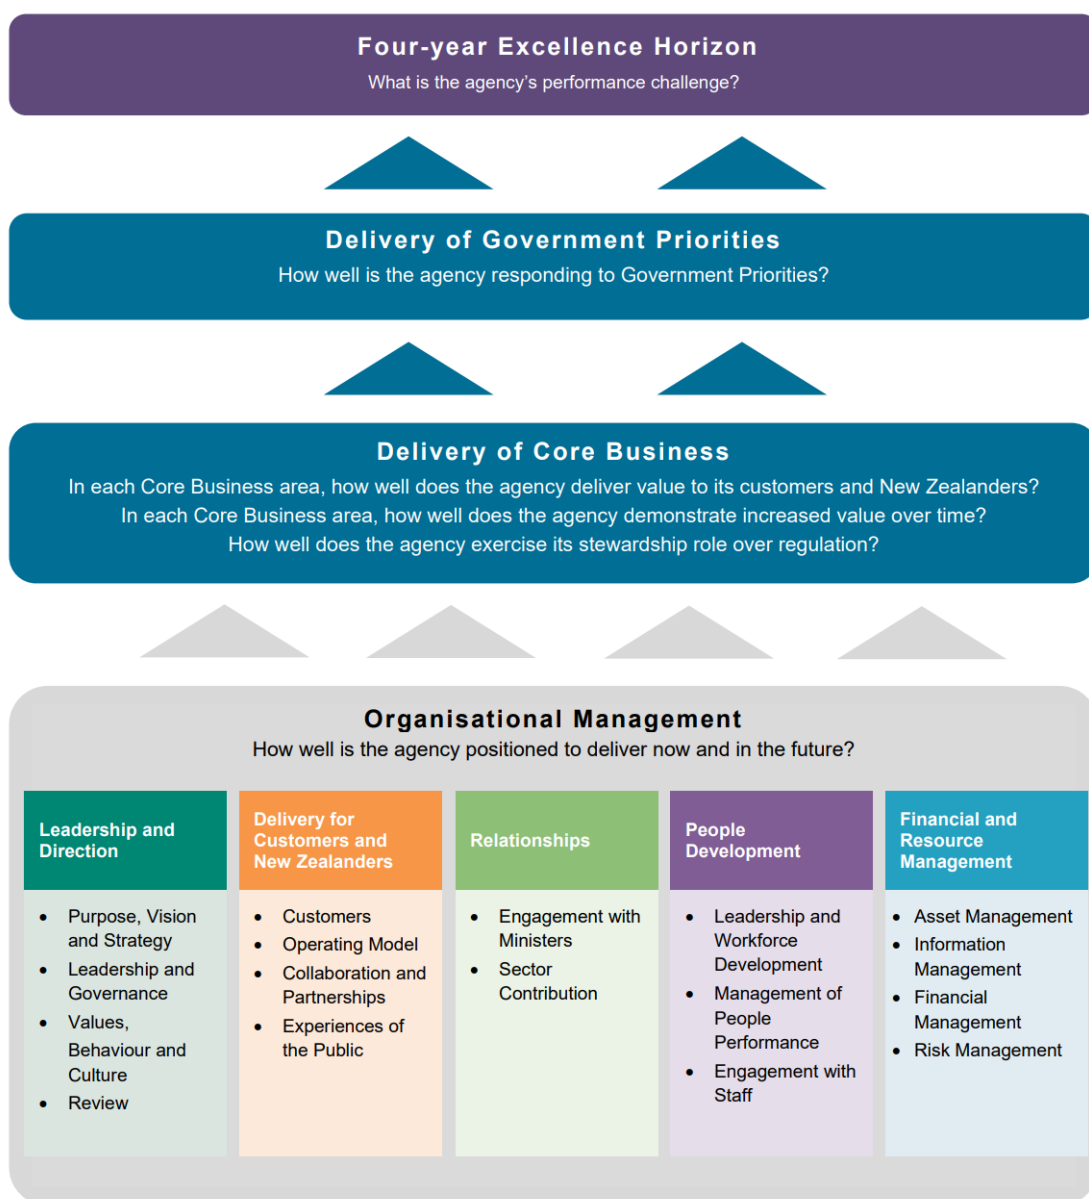 Four-year Excellence Horizon
What is the agency's performance challenge?
Delivery of Government Priorities
How well is the agency responding to Government Priorities?
Delivery of Core Business
In each Core Business area, how well does the agency deliver value to its customers and New Zealanders?
In each Core Business area, how well does the agency demonstrate increased value over time?
How well does the agency exercise its stewardship role over regulation?
Organisational Management
How well is the agency positioned to deliver now and in the future?
Leadership and
Direction
• Purpose, Vision
and Strategy
• Leadership and
Governance
• Values,
Behaviour and
Culture
• Review
Delivery for
Customers and
New Zealanders
• Customers
• Operating Model
• Collaboration and
Partnerships
• Experiences of
the Public
Relationships
• Engagement with
Ministers
• Sector
Contribution
People
Development
• Leadership and
Workforce
Development
• Management of
People
Performance
• Engagement with
Staff
Financial and
Resource
Management
• Asset Management
• Information
Management
• Financial
Management
• Risk Management